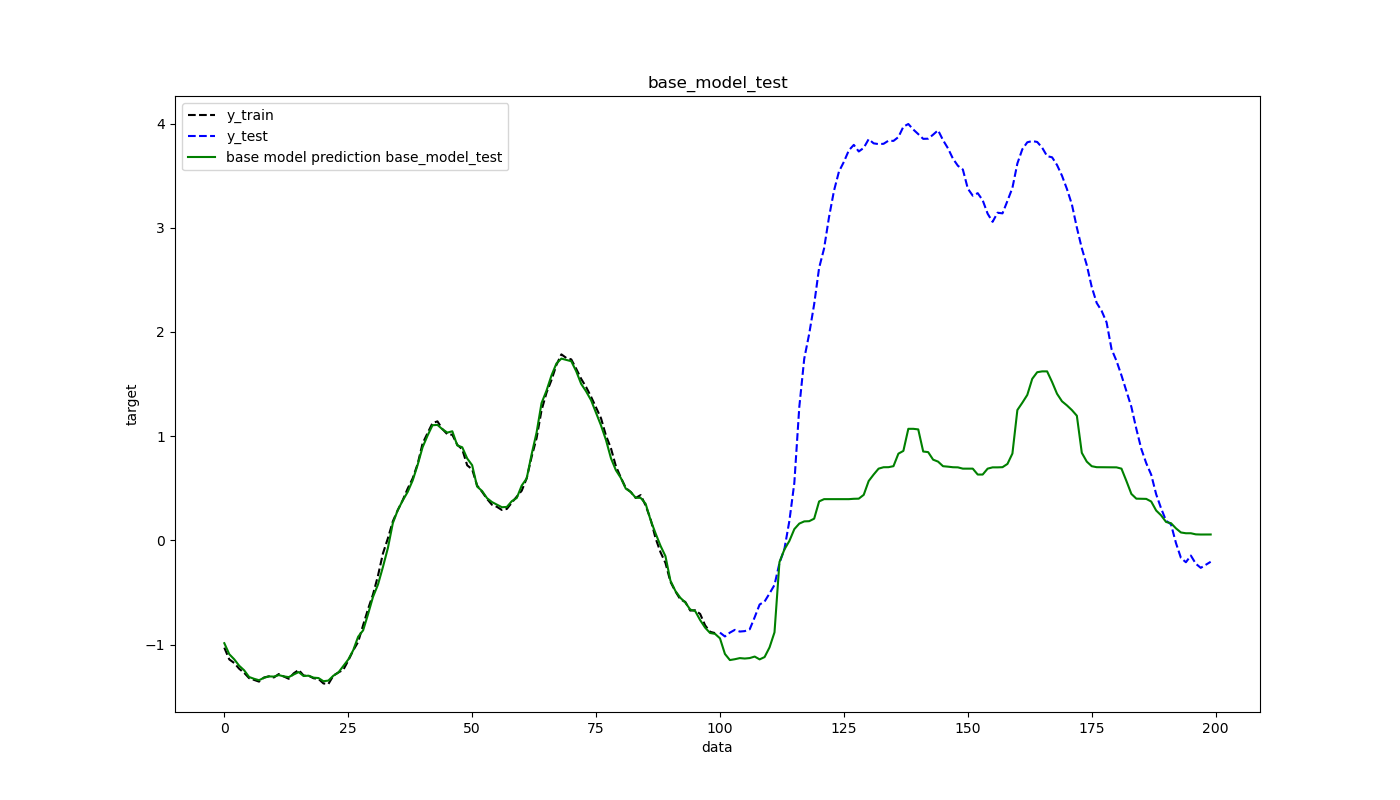 base_model_test
y_train
y_test
base model prediction base_model_test
4
3
2
1
0
−1
target
0 25 50 75 100 125 150 175 200
data